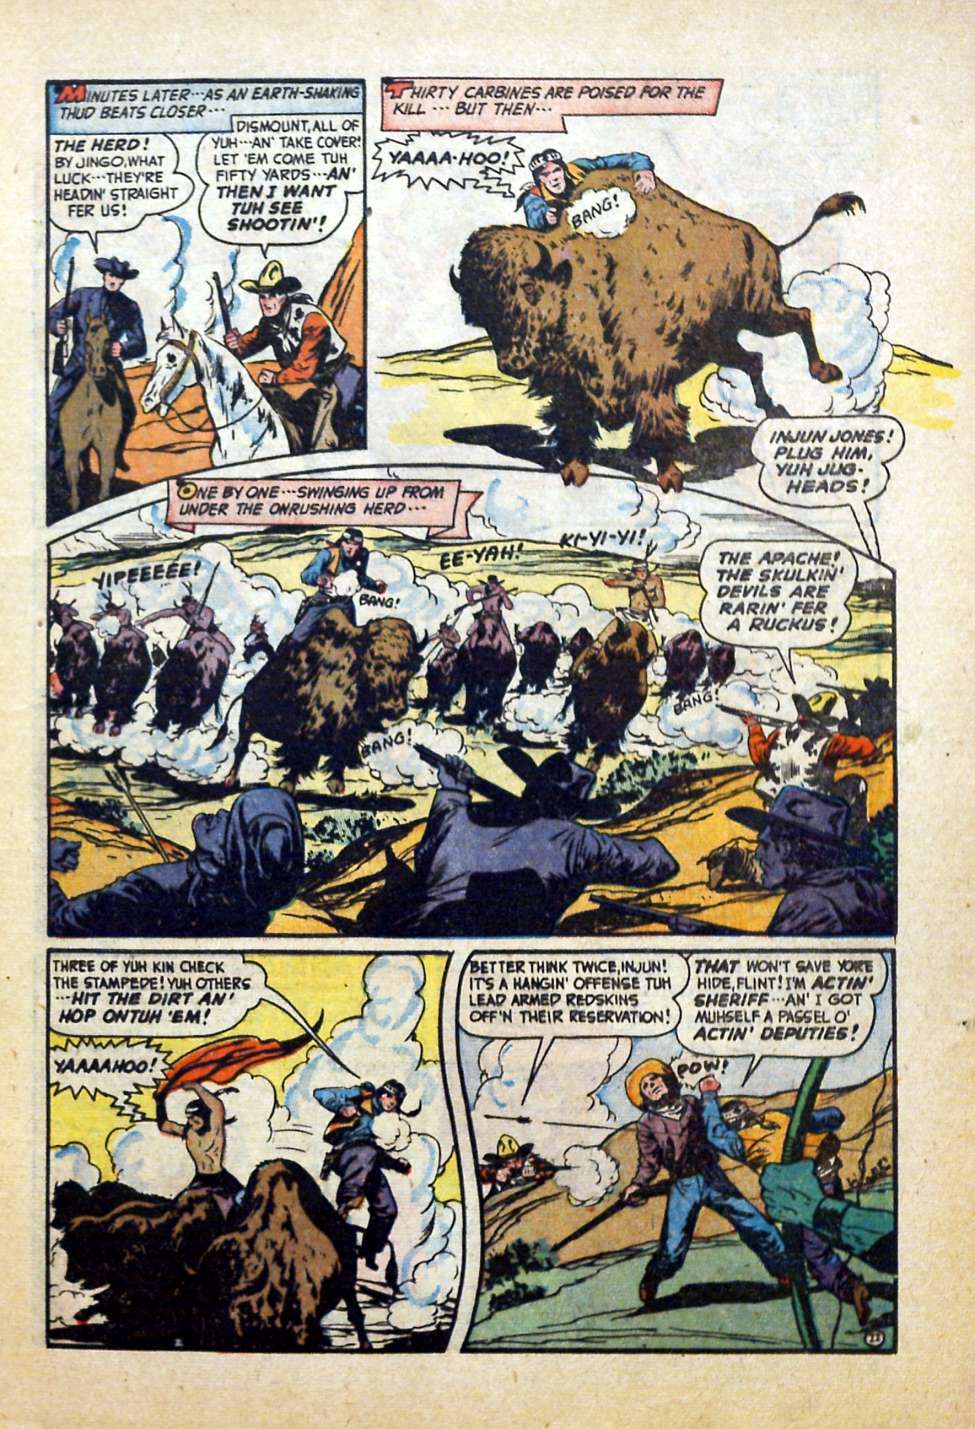 MINUTES LATER---AS AN EARTH-SHAKING
THUD BEATS CLOSER---
THE HERD!
BY JINGO, WHAT
LUCK---THEY'RE
HEADIN' STRAIGHT
FER US!
DISMOUNT, ALL OF
YUH---AN' TAKE COVER!
LET 'EM COME TUH
FIFTY YARDS---AN'
THEN I WANT
TUH SEE
SHOOTIN'!
THIRTY CARBINES ARE POISED FOR THE
KILL---BUT THEN---
YAAAA-HOO!
BANG!
INJUN JONES!
PLUG HIM,
YUH JUG-
HEADS!
ONE BY ONE---SWINGING UP FROM
UNDER THE ONRUSHING HERD---
YIPEEEEE!
BANG!
EE-YAH!
KI-YI-YI!
THE APACHE!
THE SKULKIN'
DEVILS ARE
RARIN' FER
A RUCKUS!
BANG!
BANG!
THREE OF YUH KIN CHECK
THE STAMPEDE! YUH OTHERS
---HIT THE DIRT AN'
HOP ONTUH 'EM!
YAAAAHOO!
BETTER THINK TWICE, INJUN!
IT'S A HANGIN' OFFENSE TUH
LEAD ARMED REDSKINS
OFF'N THEIR RESERVATION!
THAT WON'T SAVE YORE
HIDE, FLINT! I'M ACTIN'
SHERIFF---AN' I GOT
MUHSELF A PASSEL O'
ACTIN' DEPUTIES!
POW!
22